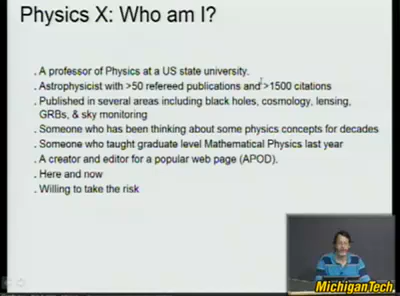 Physics X: Who am I?
. A professor of Physics at a US state university.
. Astrophysicist with >50 refereed publications and >1500 citations
. Published in several areas including black holes, cosmology, lensing,
GRBs, & sky monitoring
. Someone who has been thinking about some physics concepts for decades
. Someone who taught graduate level Mathematical Physics last year
. A creator and editor for a popular web page (APOD).
. Here and now
. Willing to take the risk
MichiganTech